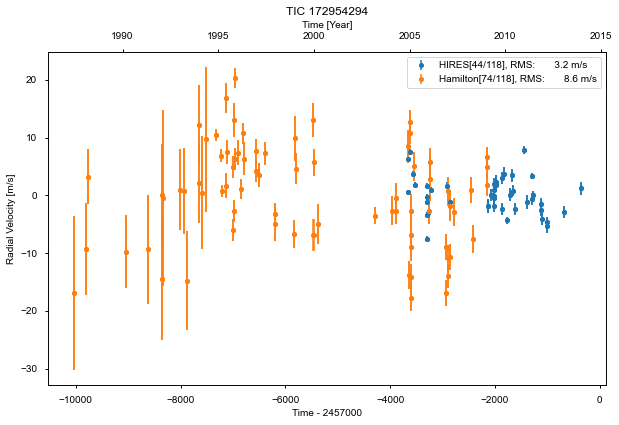 TIC 172954294
Time [Year]
1990 1995 2000 2005 2010 2015
HIRES[44/118], RMS: 3.2 m/s
Hamilton[74/118], RMS: 8.6 m/s
Radial Velocity [m/s]
20
10
0
−10
−20
−30
−10000 −8000 −6000 −4000 −2000 0
Time - 2457000